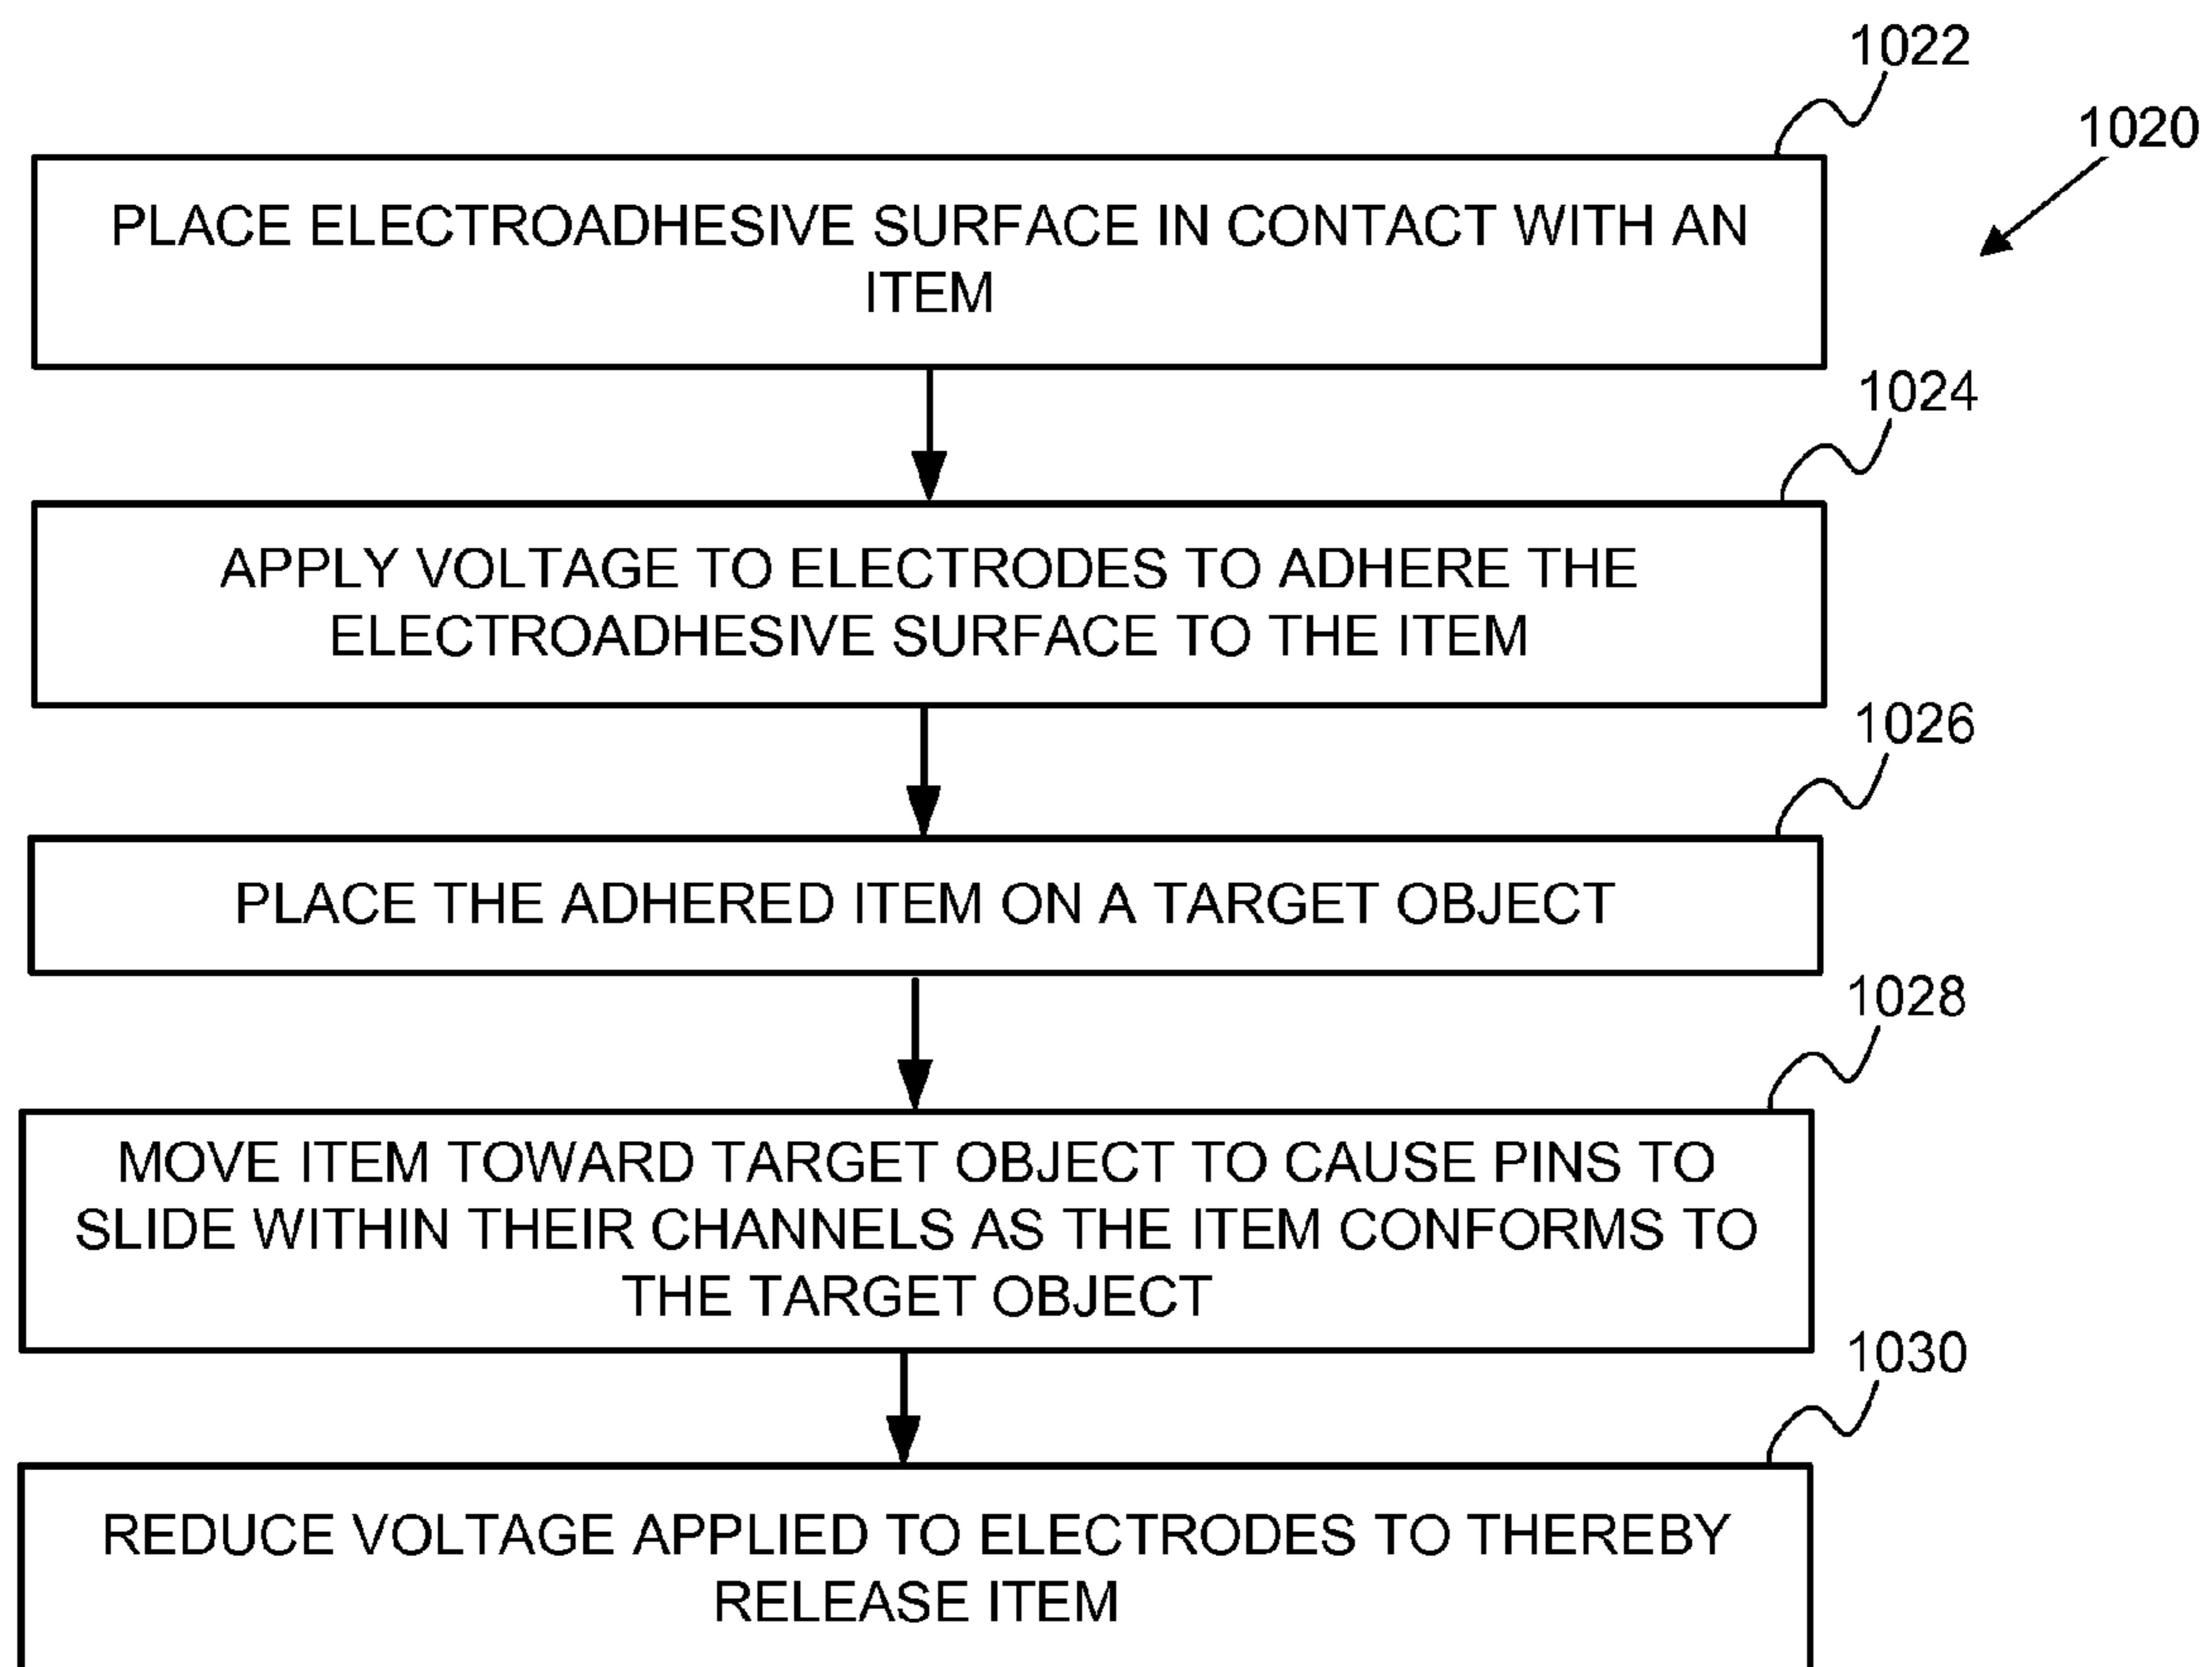 1022
1020
PLACE ELECTROADHESIVE SURFACE IN CONTACT WITH AN
ITEM
1024
APPLY VOLTAGE TO ELECTRODES TO ADHERE THE
ELECTROADHESIVE SURFACE TO THE ITEM
1026
PLACE THE ADHERED ITEM ON A TARGET OBJECT
1028
MOVE ITEM TOWARD TARGET OBJECT TO CAUSE PINS TO
SLIDE WITHIN THEIR CHANNELS AS THE ITEM CONFORMS TO
THE TARGET OBJECT
1030
REDUCE VOLTAGE APPLIED TO ELECTRODES TO THEREBY
RELEASE ITEM